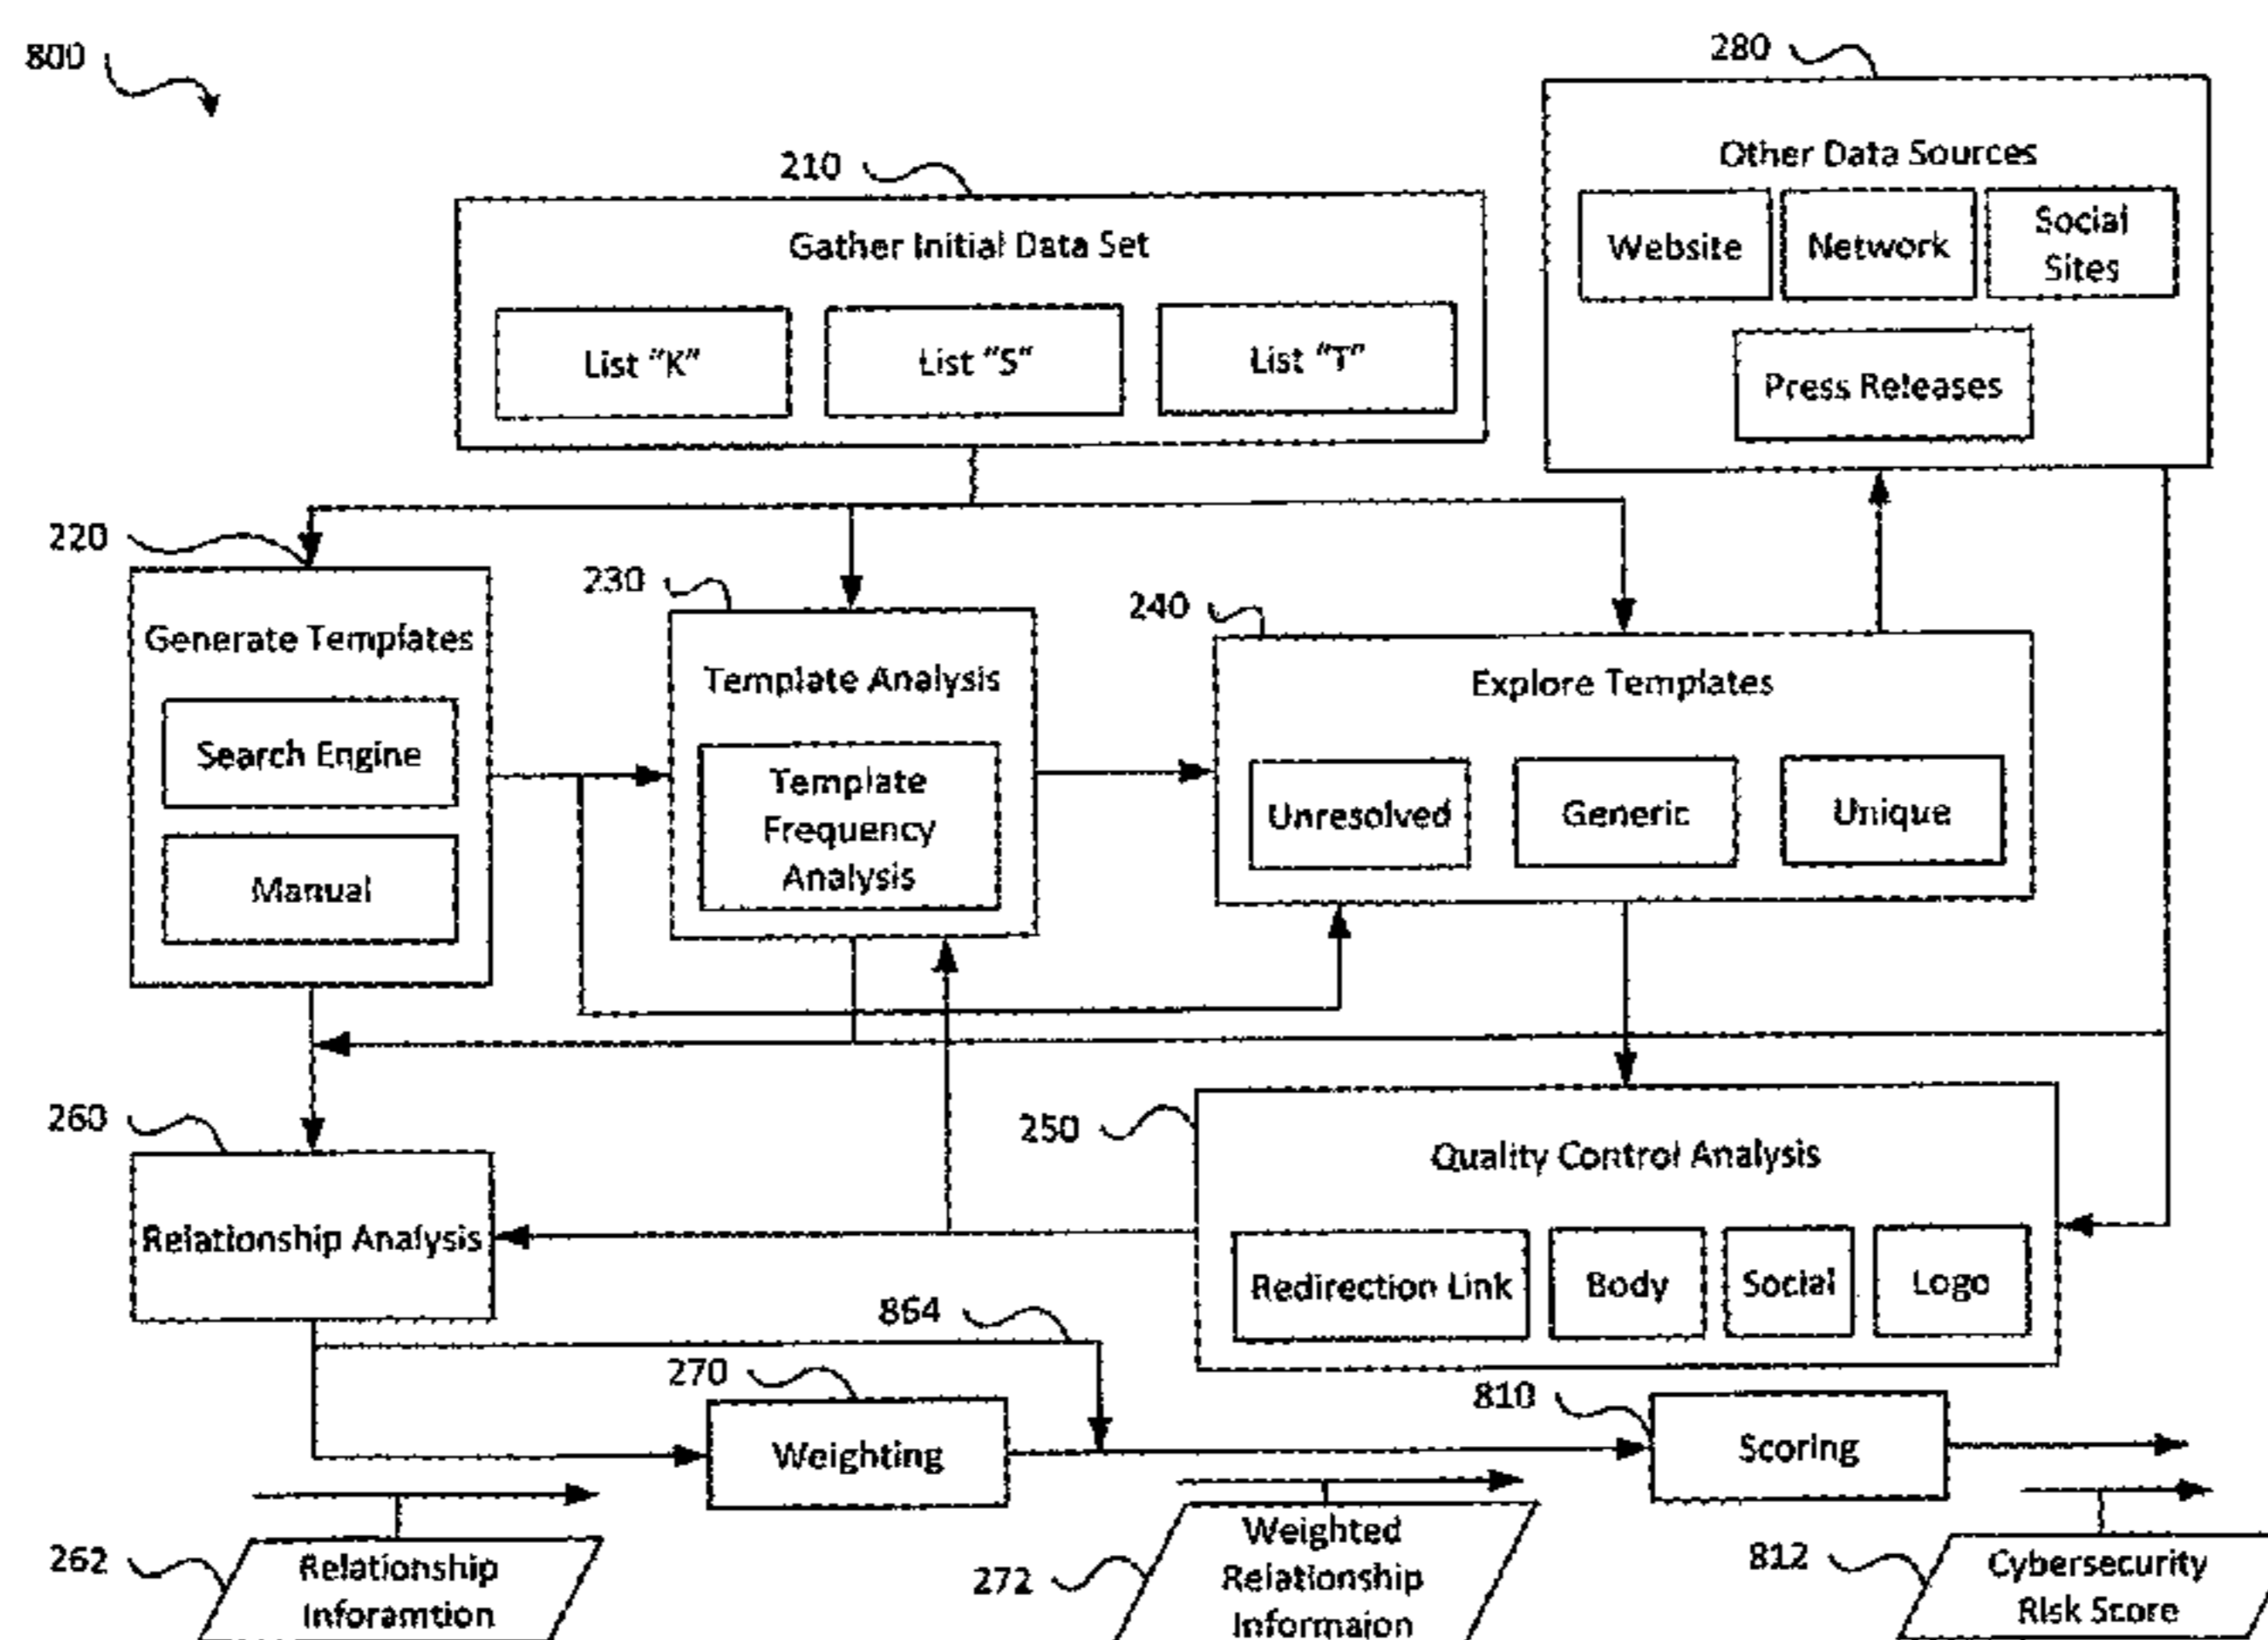 800
280
Other Data Sources
Website
Network
Social
Sites
Press Releases
210
Gather Initial Data Set
List "K"
List "S"
List "T"
220
Generate Templates
Search Engine
Manual
230
Template Analysis
Template
Frequency
Analysis
240
Explore Templates
Unresolved
Generic
Unique
260
Relationship Analysis
250
Quality Control Analysis
Redirection Link
Body
Social
Logo
864
270
Weighting
810
Scoring
262
Relationship
Inforamtion
272
Weighted
Relationship
Informaion
812
Cybersecurity
Risk Score